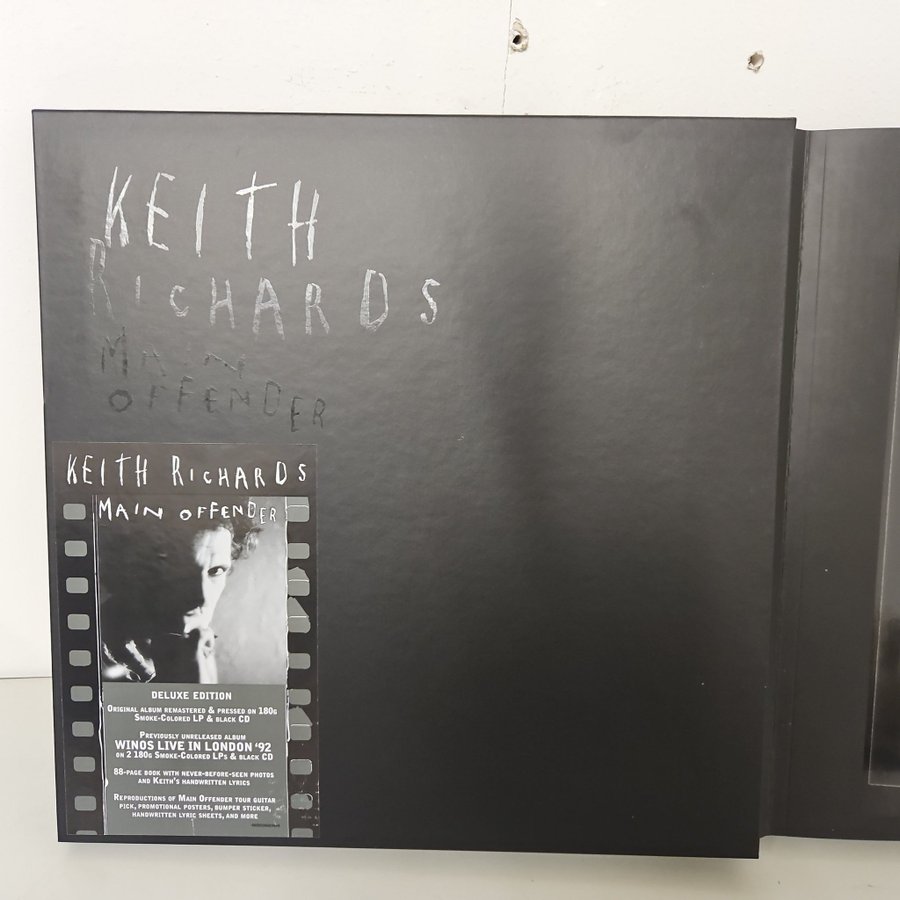 KEITH
RICHARDS
MAIN
OFFENDER
KEITH RICHARDS
MAIN OFFENDER
DELUXE EDITION
ORIGINAL ALBUM REMASTERED & PRESSED ON 180G
SMOKE-COLORED LP & BLACK CD
PREVIOUSLY UNRELEASED ALBUM
WINOS LIVE IN LONDON '92
ON 2 180G SMOKE-COLORED LPS & BLACK CD
88-PAGE BOOK WITH NEVER-BEFORE-SEEN PHOTOS
AND KEITH'S HANDWRITTEN LYRICS
REPRODUCTIONS OF MAIN OFFENDER TOUR GUITAR
PICK, PROMOTIONAL POSTERS, BUMPER STICKER,
HANDWRITTEN LYRIC SHEETS, AND MORE